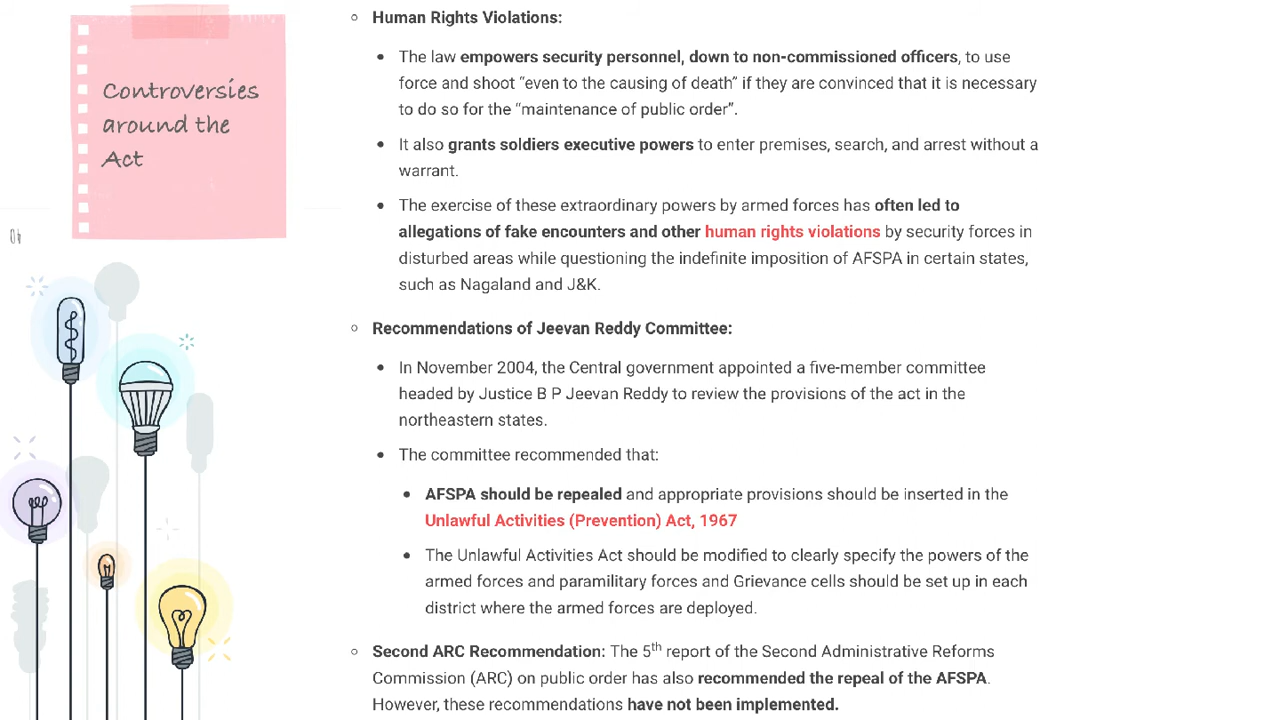 Controversies
around the
Act
Human Rights Violations:
The law empowers security personnel, down to non-commissioned officers, to use
force and shoot “even to the causing of death” if they are convinced that it is necessary
to do so for the “maintenance of public order”.
It also grants soldiers executive powers to enter premises, search, and arrest without a
warrant.
The exercise of these extraordinary powers by armed forces has often led to
allegations of fake encounters and other human rights violations by security forces in
disturbed areas while questioning the indefinite imposition of AFSPA in certain states,
such as Nagaland and J&K.
Recommendations of Jeevan Reddy Committee:
In November 2004, the Central government appointed a five-member committee
headed by Justice B P Jeevan Reddy to review the provisions of the act in the
northeastern states.
The committee recommended that:
AFSPA should be repealed and appropriate provisions should be inserted in the
Unlawful Activities (Prevention) Act, 1967
The Unlawful Activities Act should be modified to clearly specify the powers of the
armed forces and paramilitary forces and Grievance cells should be set up in each
district where the armed forces are deployed.
Second ARC Recommendation: The 5th report of the Second Administrative Reforms
Commission (ARC) on public order has also recommended the repeal of the AFSPA.
However, these recommendations have not been implemented.